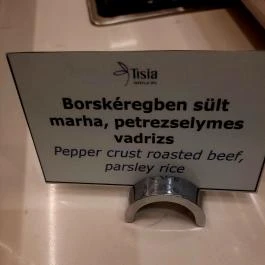 Tisia
Borskéregben sült
marha, petrezselymes
vadrizs
Pepper crust roasted beef,
parsley rice